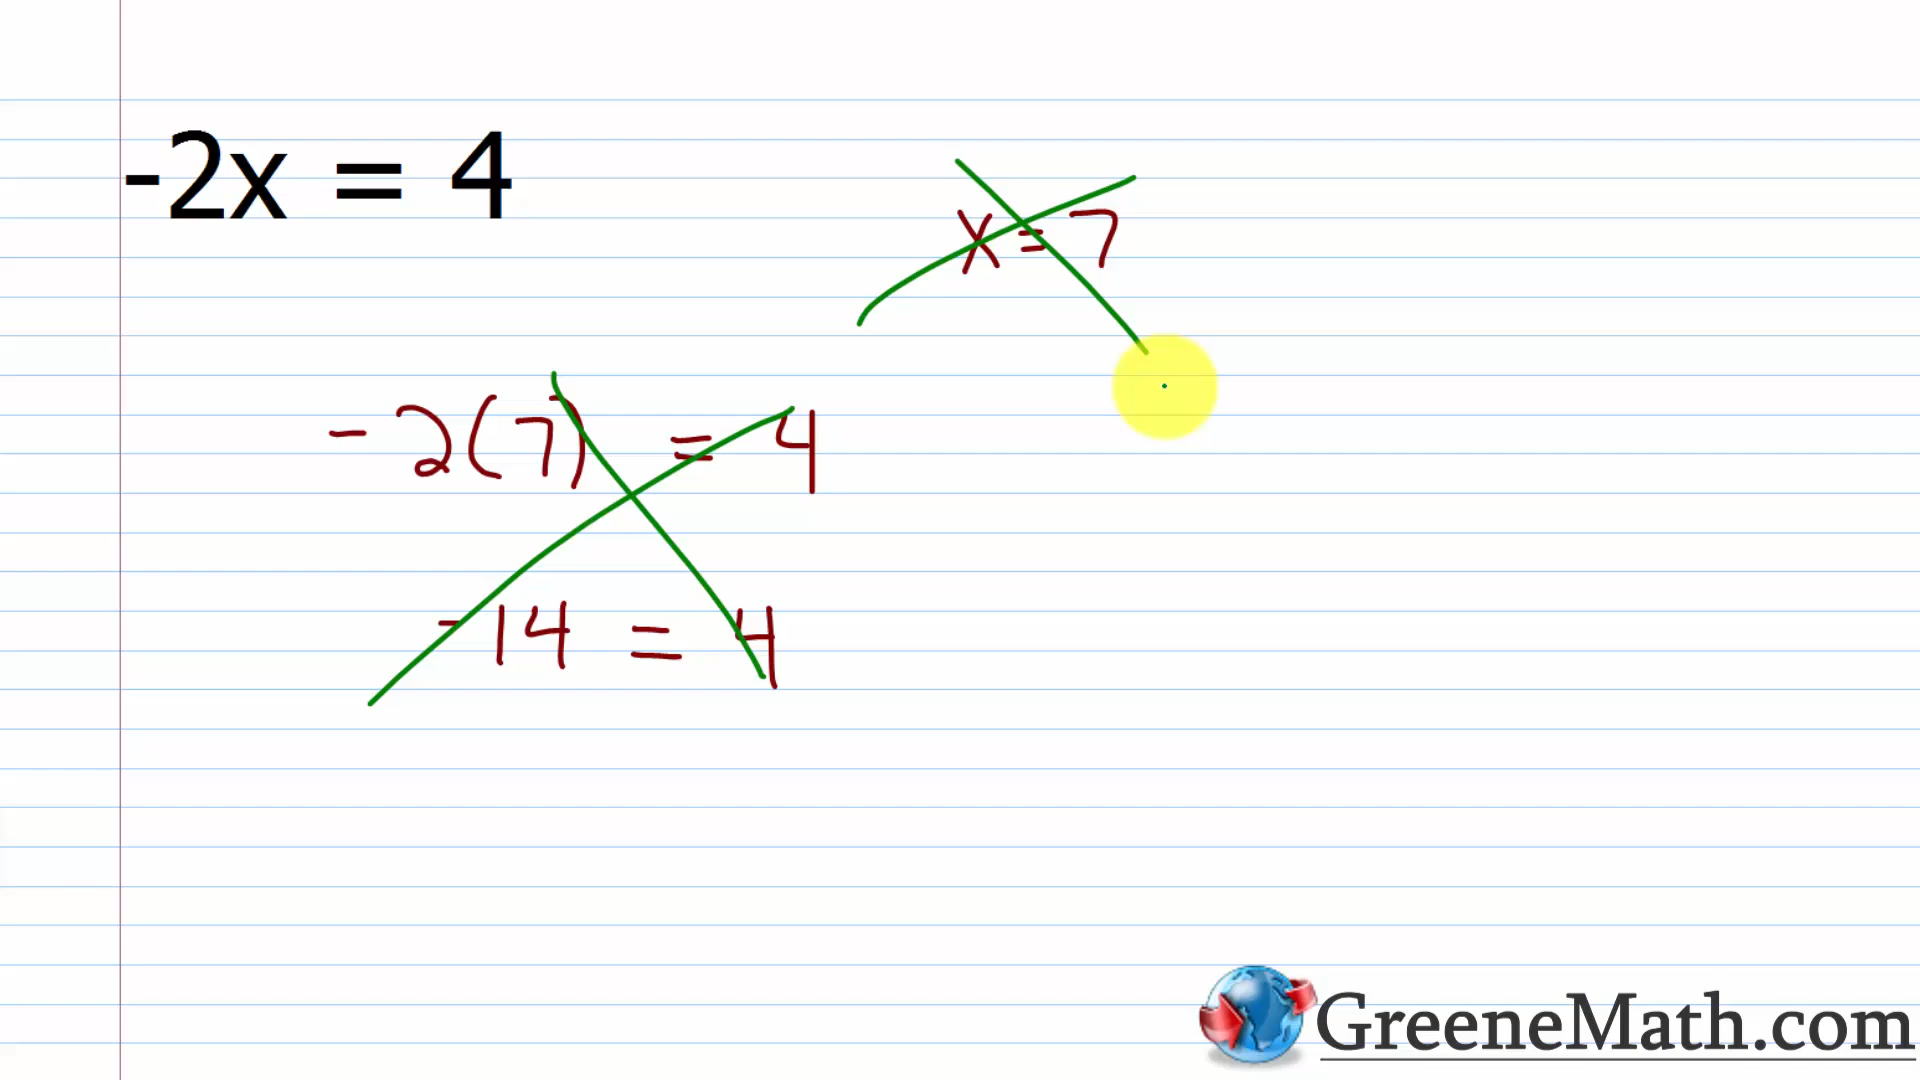 -2x = 4
x = 7
-2(7) = 4
-14 = 4
GreeneMath.com